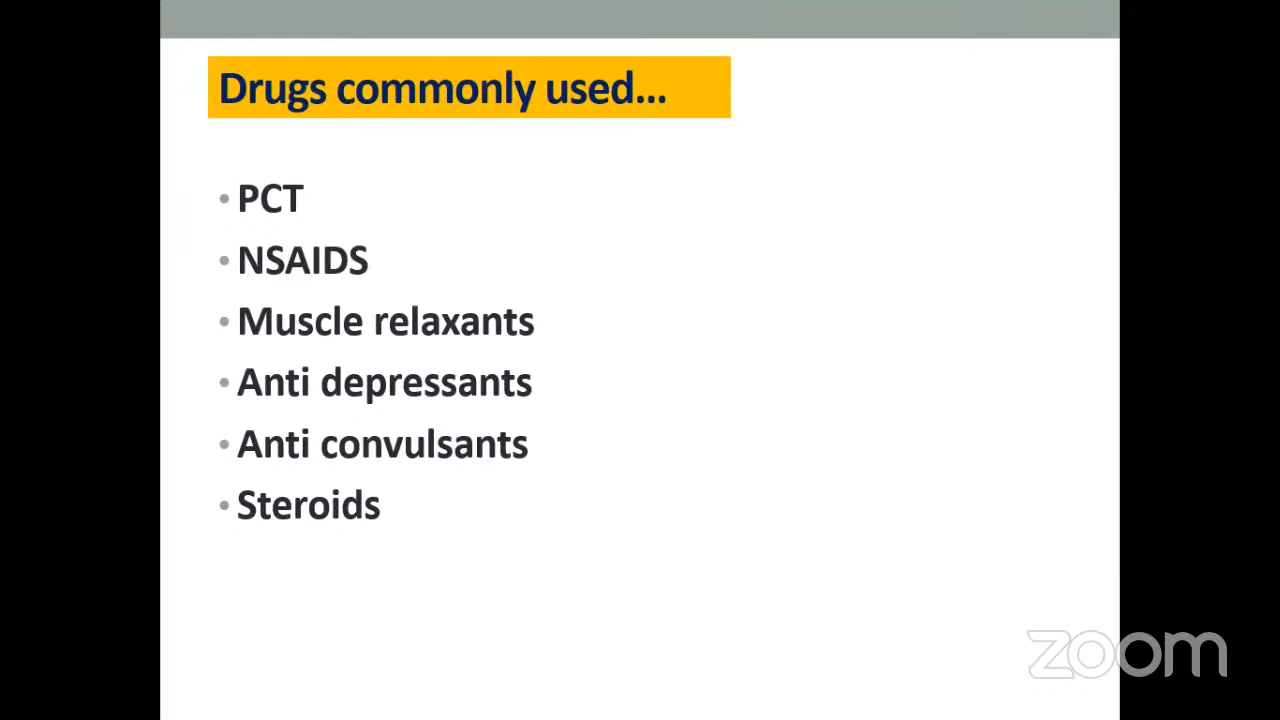 Drugs commonly used...
• PCT
• NSAIDS
• Muscle relaxants
• Anti depressants
• Anti convulsants
• Steroids
zoom